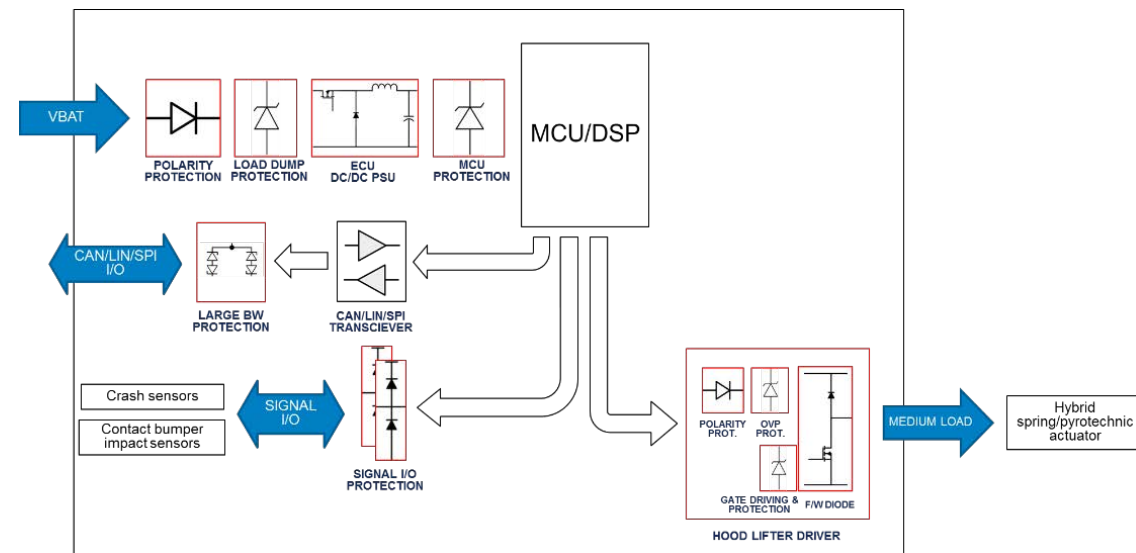 VBAT
POLARITY
PROTECTION
LOAD DUMP
PROTECTION
ECU
DC/DC PSU
MCU
PROTECTION
MCU/DSP
CAN/LIN/SPI
I/O
LARGE BW
PROTECTION
CAN/LIN/SPI
TRANSCIEVER
Crash sensors
Contact bumper
impact sensors
SIGNAL
I/O
SIGNAL I/O
PROTECTION
POLARITY
PROT.
OVP
PROT.
GATE DRIVING &
PROTECTION
F/W DIODE
HOOD LIFTER DRIVER
MEDIUM LOAD
Hybrid
spring/pyrotechnic
actuator